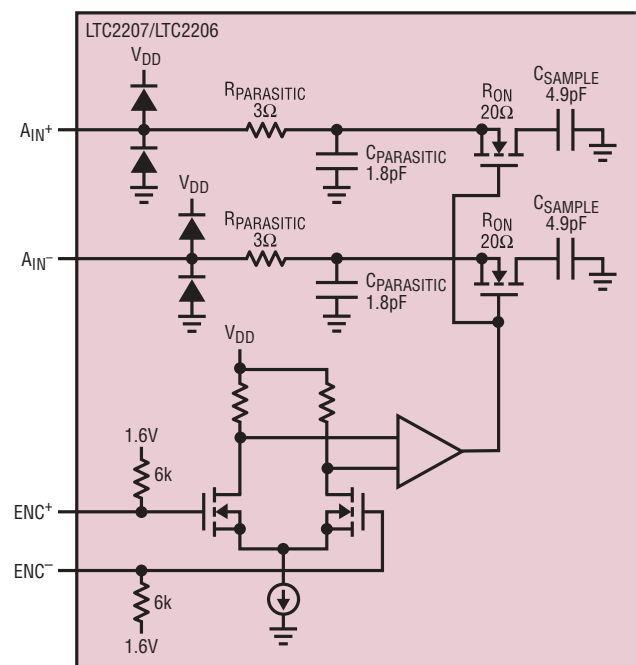 LTC2207/LTC2206
VDD
RPARASITIC
3Ω
RON
20Ω
CSAMPLE
4.9pF
AIN+
CPARASITIC
1.8pF
VDD
RPARASITIC
3Ω
RON
20Ω
CSAMPLE
4.9pF
AIN−
CPARASITIC
1.8pF
VDD
1.6V
6k
ENC+
ENC−
6k
1.6V